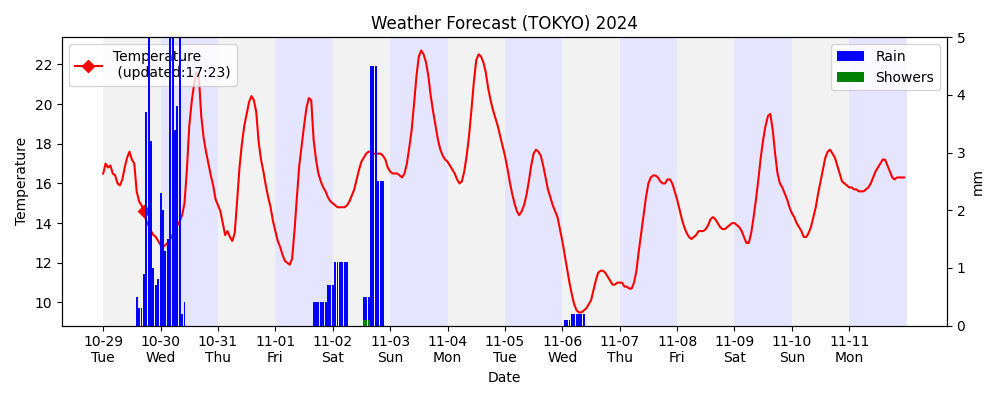 Weather Forecast (TOKYO) 2024
Temperature
(updated:17:23)
Rain
Showers
Temperature
22
20
18
16
14
12
10
5
4
3
2
1
0
mm
10-29 10-30 10-31 11-01 11-02 11-03 11-04 11-05 11-06 11-07 11-08 11-09 11-10 11-11
Tue Wed Thu Fri Sat Sun Mon Tue Wed Thu Fri Sat Sun Mon
Date